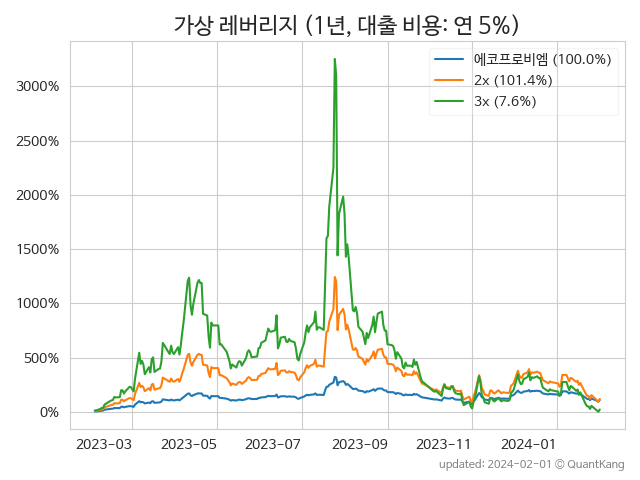 가상 레버리지 (1년, 대출 비용: 연 5%)
에코프로비엠 (100.0%)
2x (101.4%)
3x (7.6%)
3000%
2500%
2000%
1500%
1000%
500%
0%
2023-03 2023-05 2023-07 2023-09 2023-11 2024-01
updated: 2024-02-01 © QuantKang